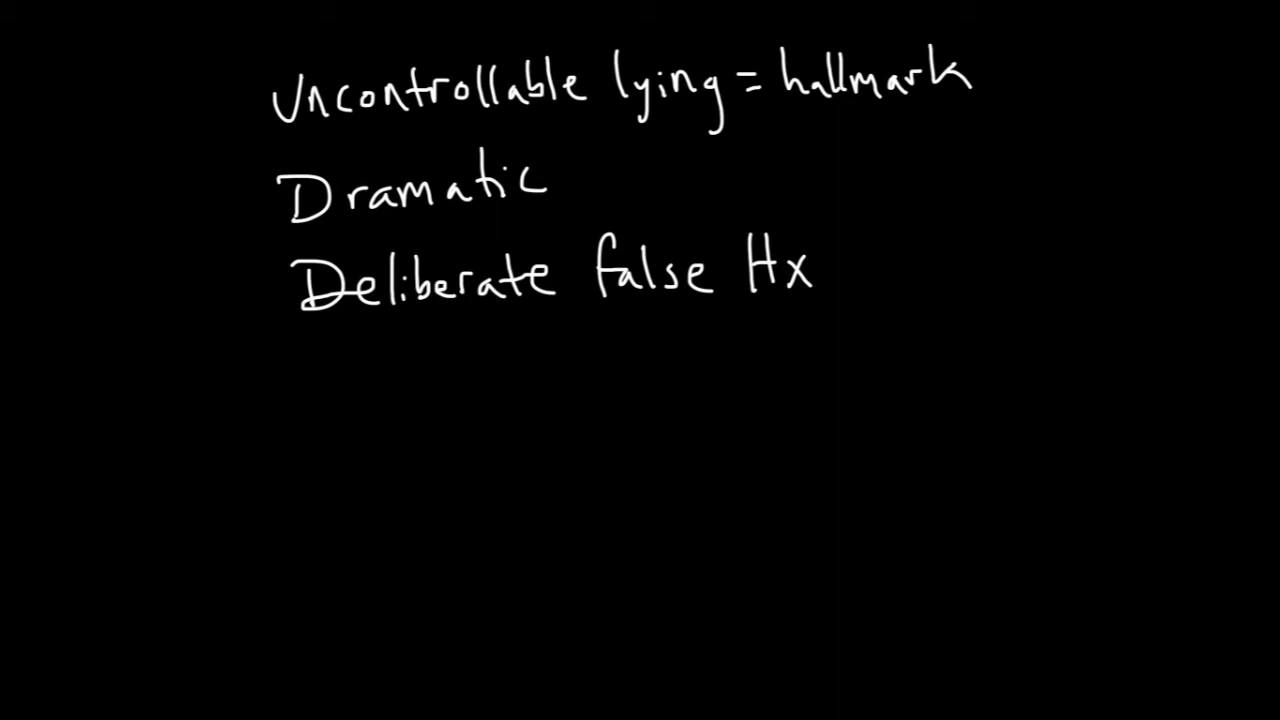 Uncontrollable lying = hallmark
Dramatic
Deliberate false Hx